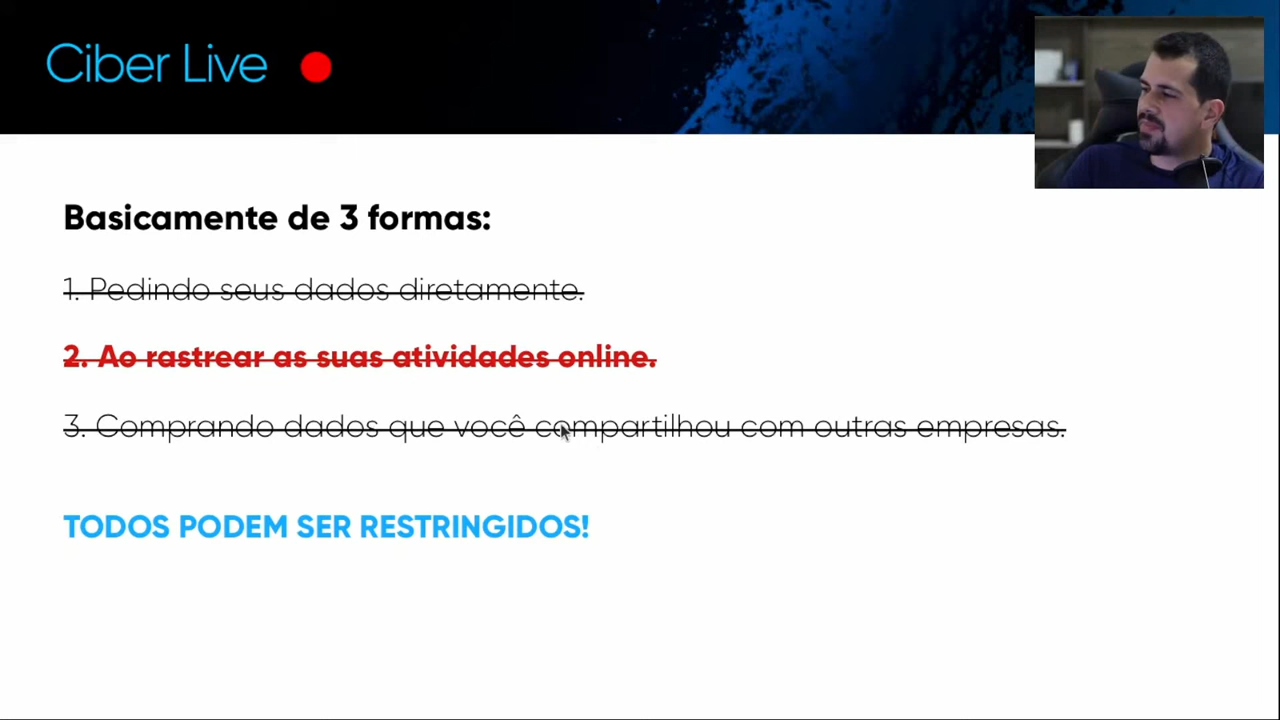 Ciber Live
Basicamente de 3 formas:
1. Pedindo seus dados diretamente.
2. Ao rastrear as suas atividades online.
3. Comprando dados que você compartilhou com outras empresas.
TODOS PODEM SER RESTRINGIDOS!